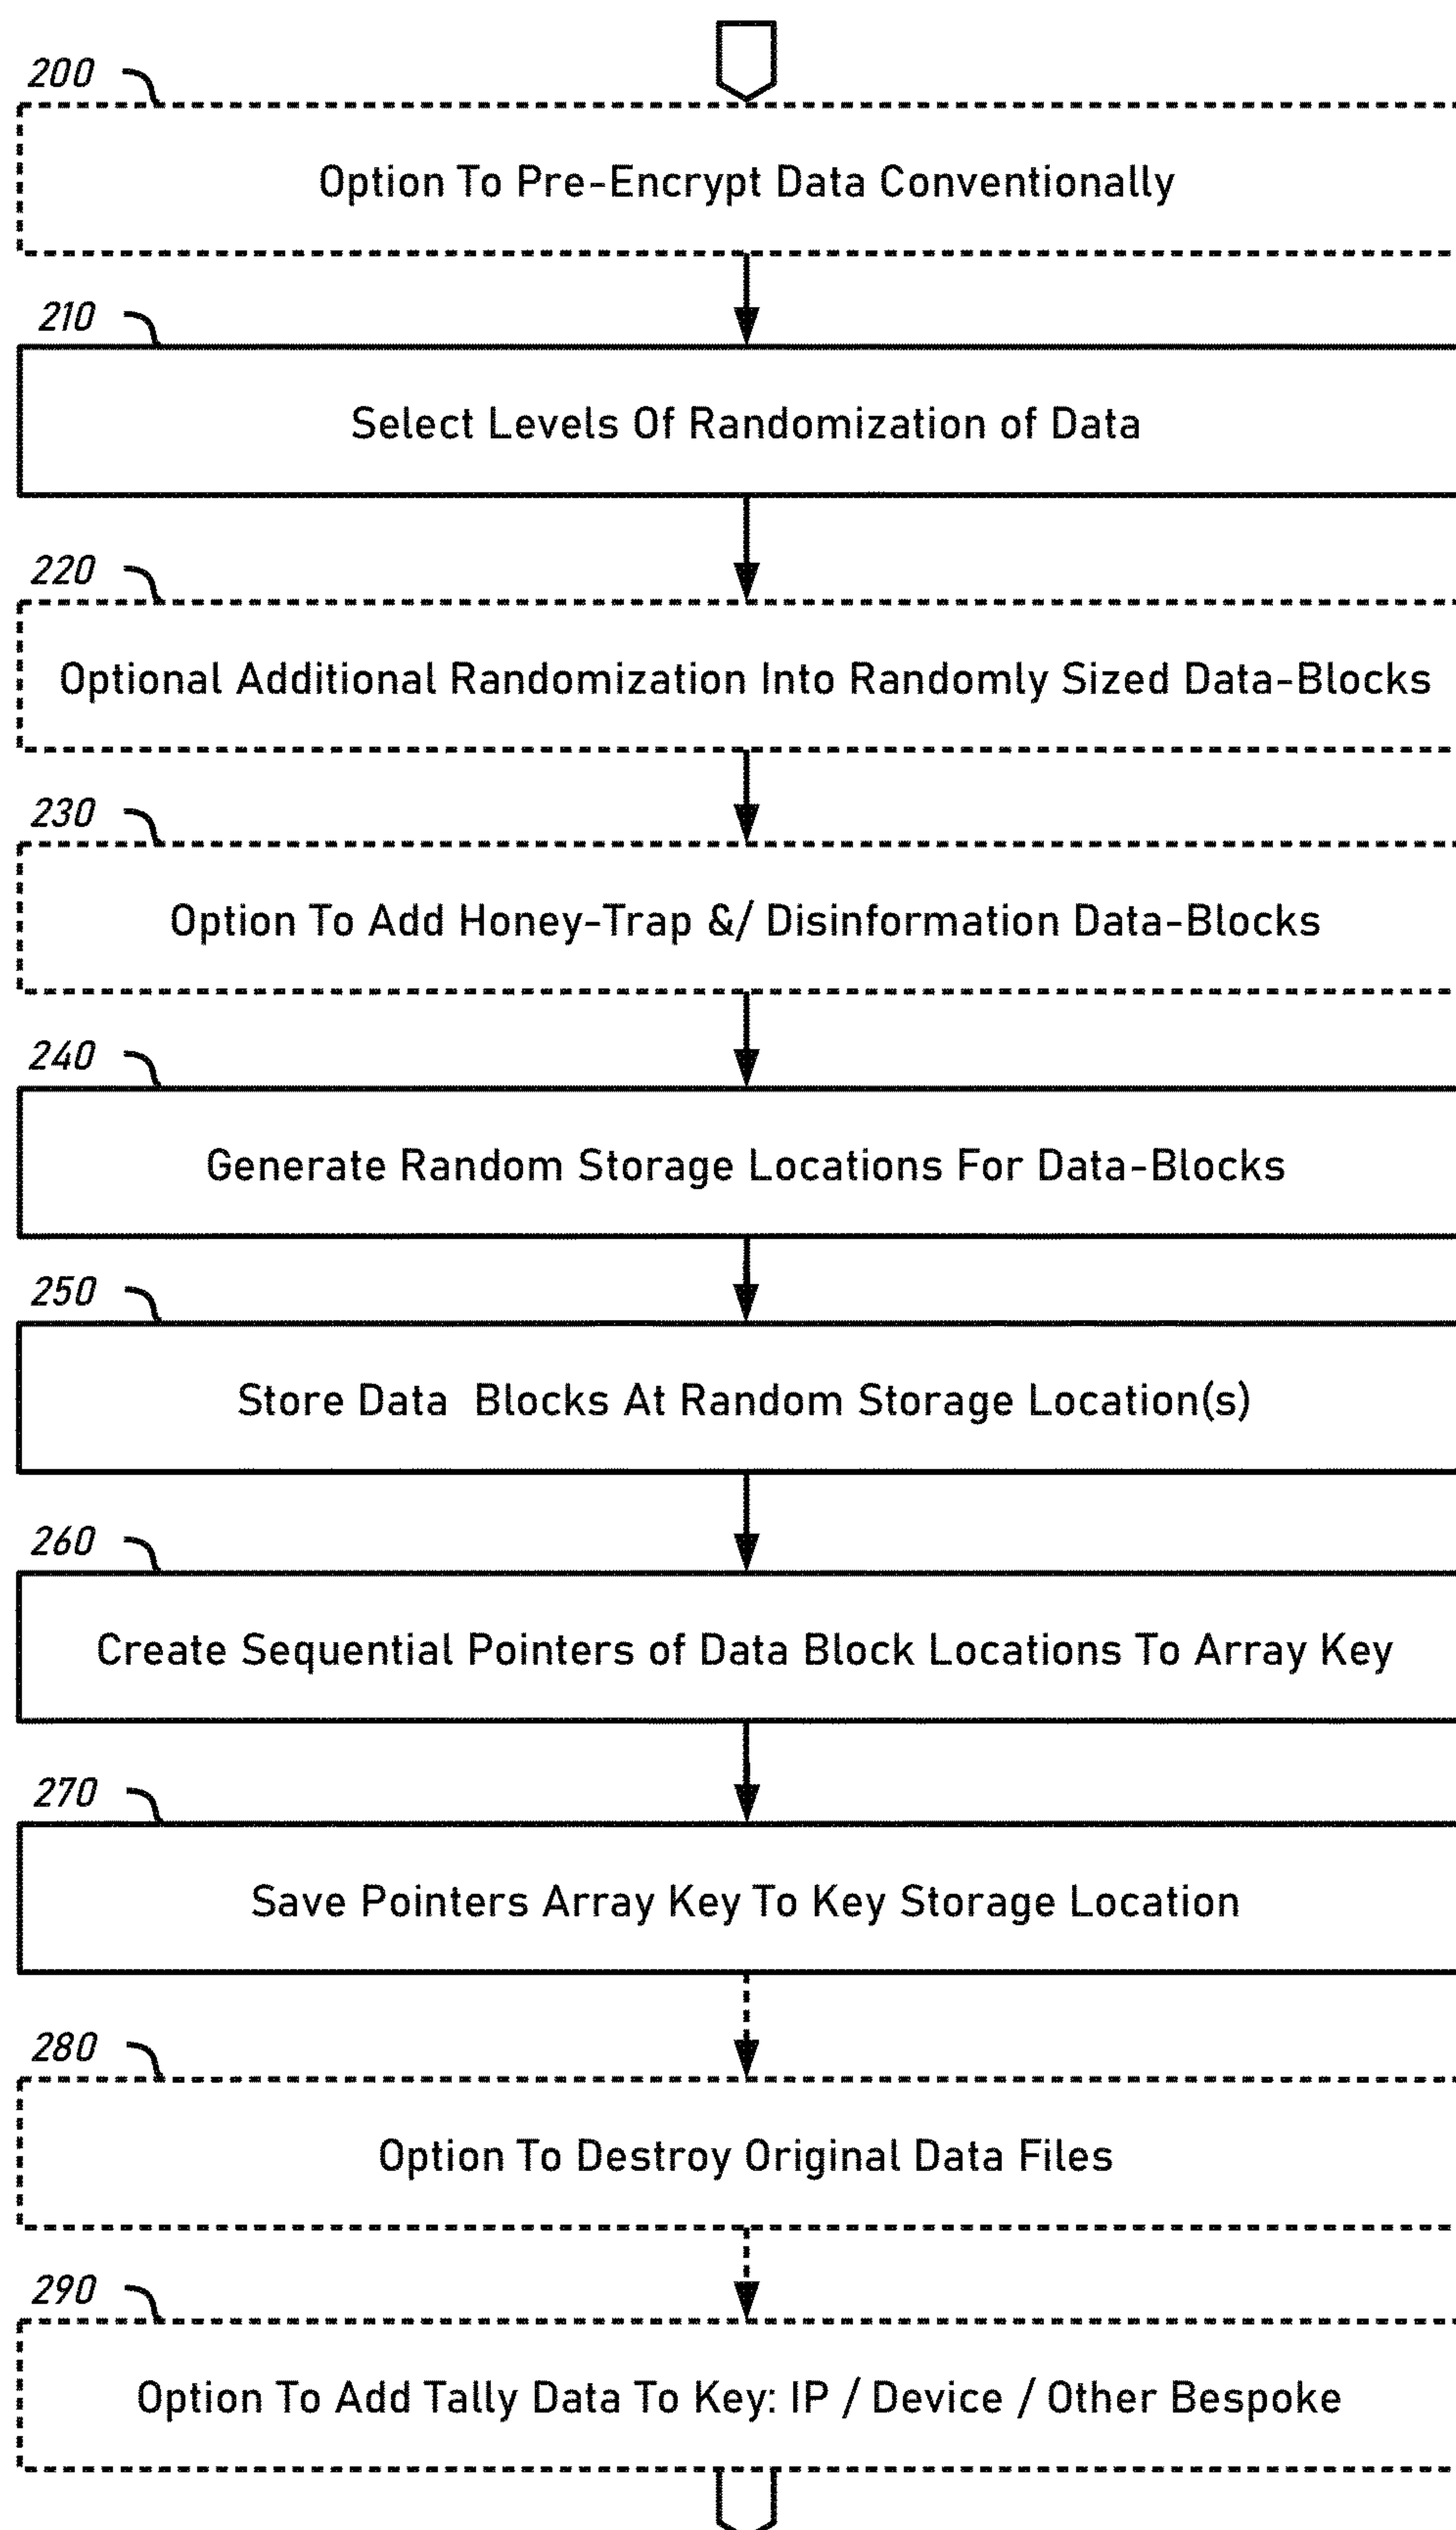 200
Option To Pre-Encrypt Data Conventionally
210
Select Levels Of Randomization of Data
220
Optional Additional Randomization Into Randomly Sized Data-Blocks
230
Option To Add Honey-Trap &/ Disinformation Data-Blocks
240
Generate Random Storage Locations For Data-Blocks
250
Store Data  Blocks At Random Storage Location(s)
260
Create Sequential Pointers of Data Block Locations To Array Key
270
Save Pointers Array Key To Key Storage Location
280
Option To Destroy Original Data Files
290
Option To Add Tally Data To Key: IP / Device / Other Bespoke